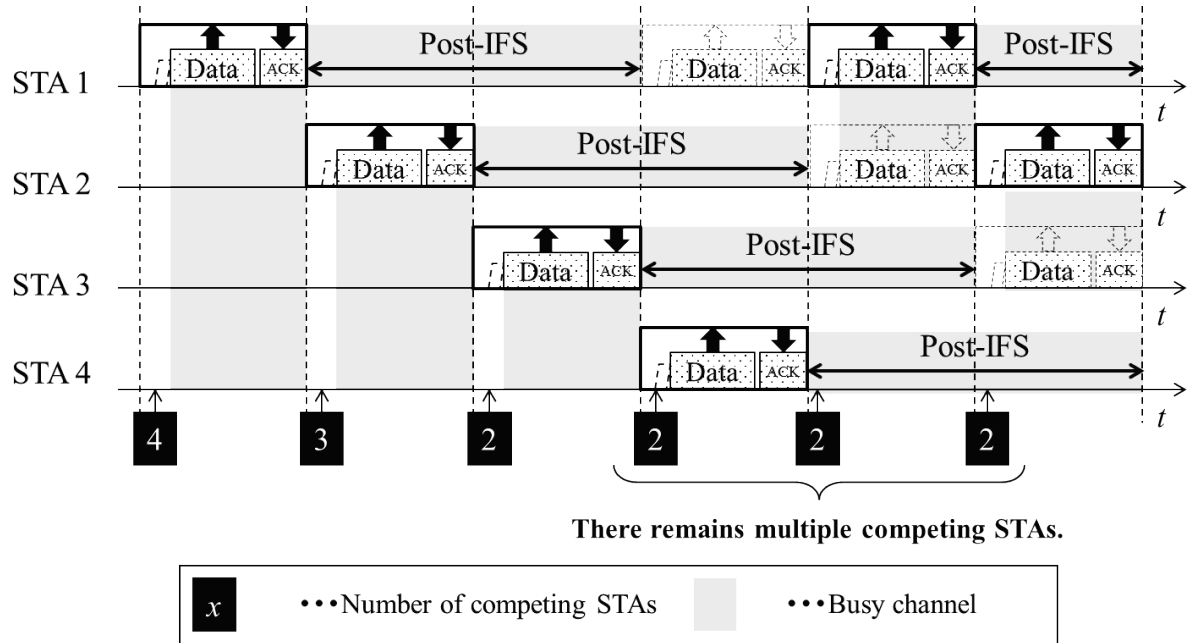 Post-IFS
Post-IFS
STA 1 Data ACK Data ACK Data ACK
t
Post-IFS
STA 2 Data ACK Data ACK Data ACK
t
Post-IFS
STA 3 Data ACK Data ACK
t
Post-IFS
STA 4 Data ACK
t
4 3 2 2 2 2
There remains multiple competing STAs.
x •••Number of competing STAs •••Busy channel